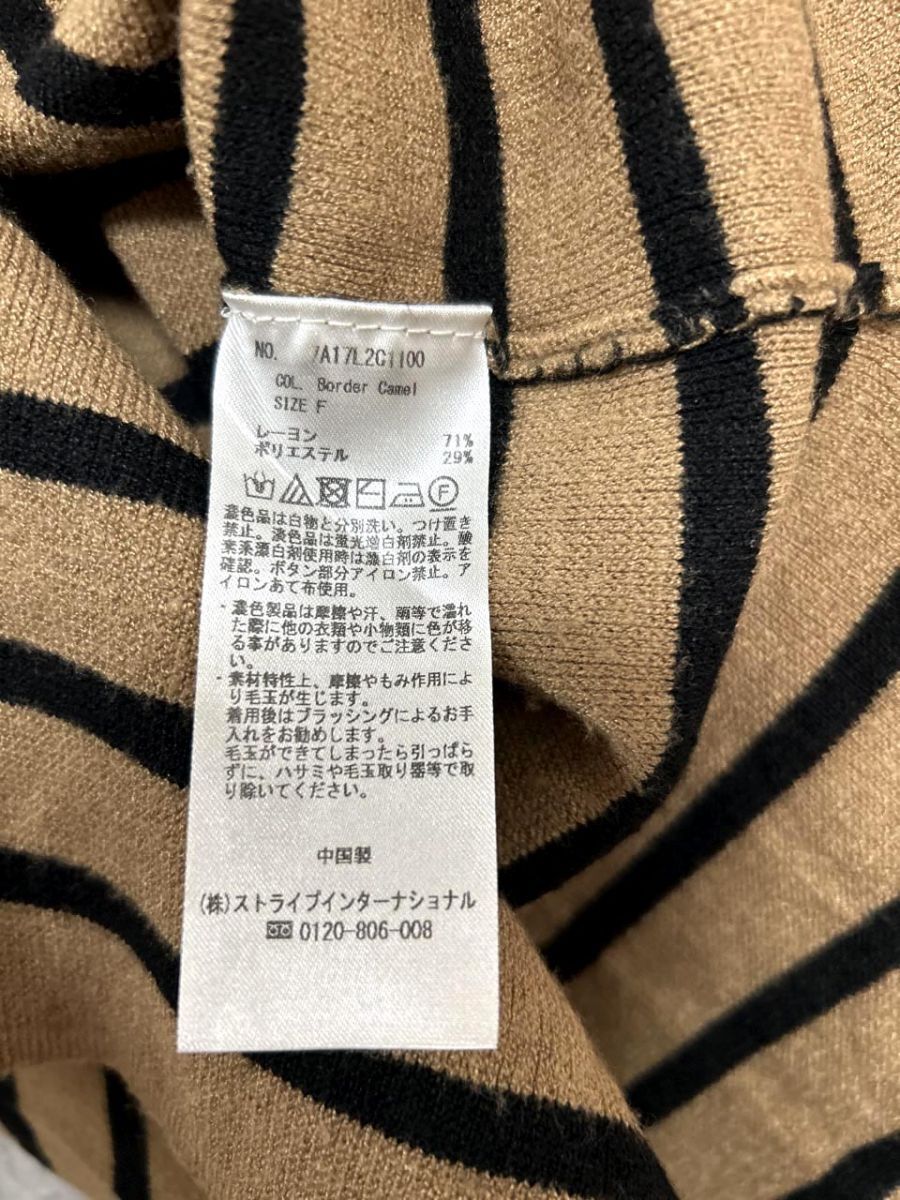 NO. 7A17L2C1100
COL. Border Camel
SIZE F
レーヨン 71%
ポリエステル 29%
F
濃色品は白物と分別洗い。つけ置き
禁止。淡色品は蛍光増白剤禁止。酸
素系漂白剤使用時は漂白剤の表示を
確認。ボタン部分アイロン禁止。ア
イロンあて布使用。
・濃色製品は摩擦や汗、雨等で濡れ
た際に他の衣類や小物類に色が移
る事がありますのでご注意くださ
い。
・素材特性上、摩擦やもみ作用によ
り毛玉が生じます。
着用後はブラッシングによるお手
入れをお勧めします。
毛玉ができてしまったら引っぱら
ずに、ハサミや毛玉取り器等で取
り除いてください。
中国製
(株)ストライプインターナショナル
0120-806-008